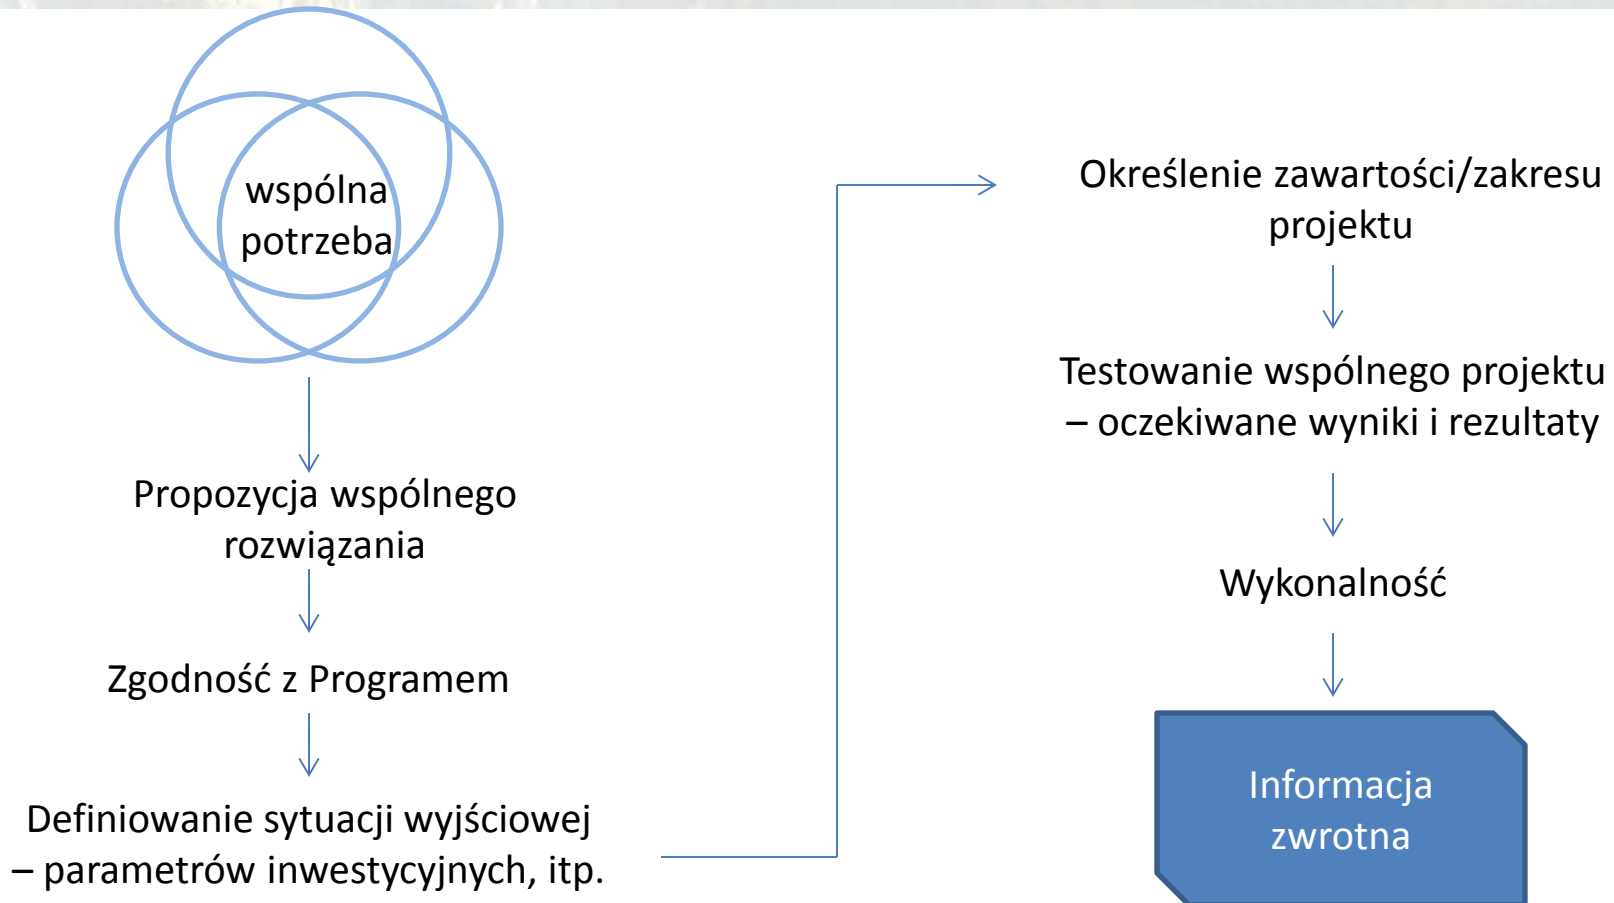 wspólna
potrzeba
Propozycja wspólnego
rozwiązania
Zgodność z Programem
Definiowanie sytuacji wyjściowej
– parametrów inwestycyjnych, itp.
Określenie zawartości/zakresu
projektu
Testowanie wspólnego projektu
– oczekiwane wyniki i rezultaty
Wykonalność
Informacja
zwrotna